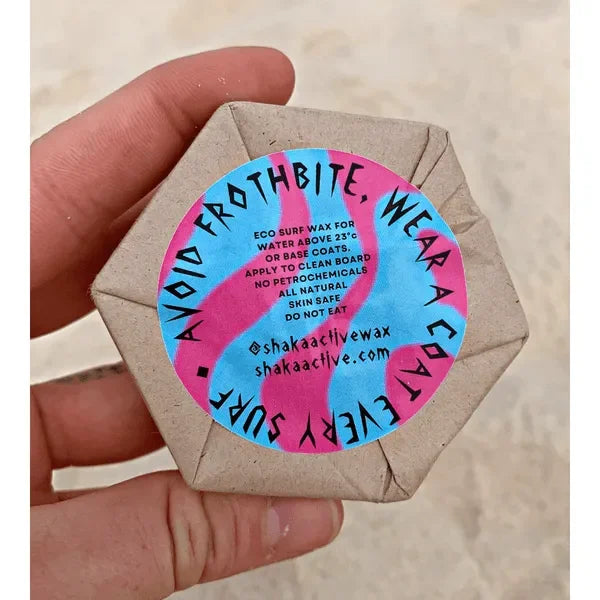 AVOID FROTHBITE, WEAR A COAT EVERY SURF ▪
ECO SURF WAX FOR
WATER ABOVE 23°c
OR BASE COATS.
APPLY TO CLEAN BOARD
NO PETROCHEMICALS
ALL NATURAL
SKIN SAFE
DO NOT EAT
@shakaactivewax
shakaactive.com